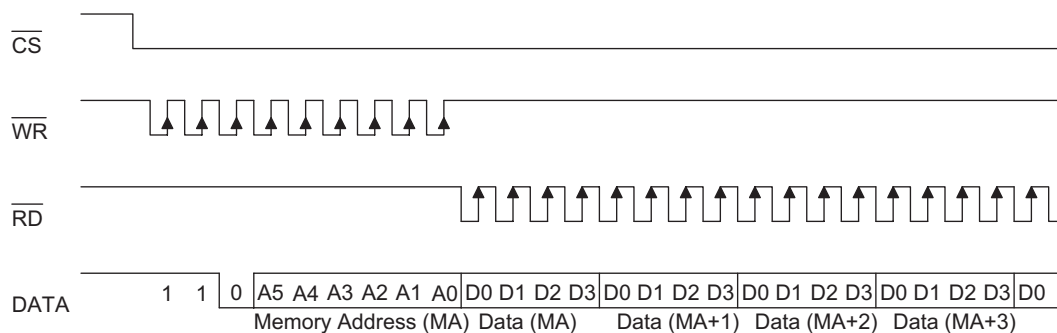 CS
WR
RD
DATA 1 1 0 A5 A4 A3 A2 A1 A0 D0 D1 D2 D3 D0 D1 D2 D3 D0 D1 D2 D3 D0 D1 D2 D3 D0
Memory Address (MA) Data (MA) Data (MA+1) Data (MA+2) Data (MA+3)